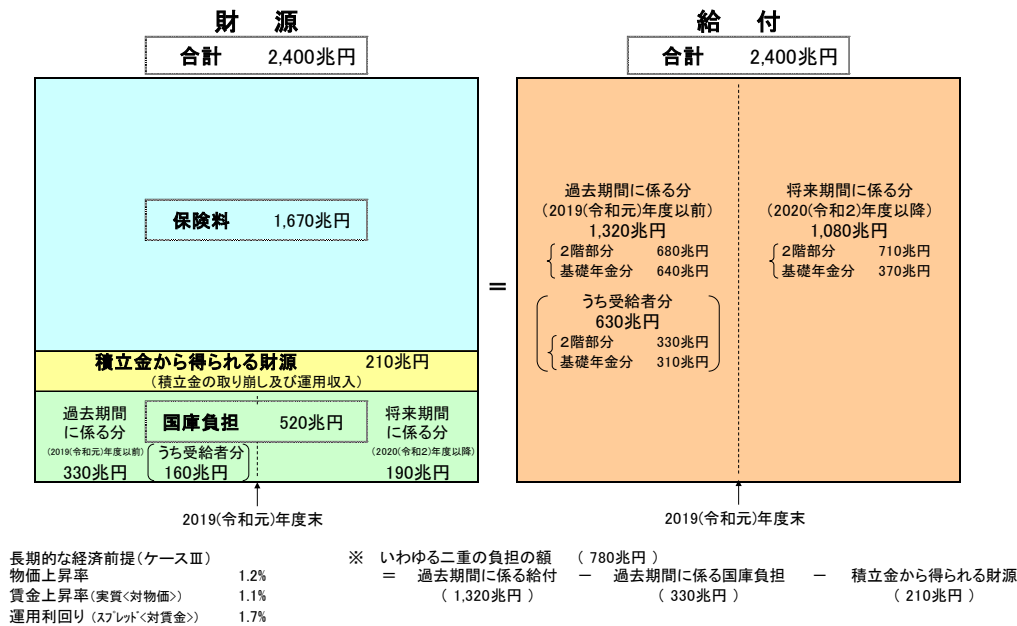 財　源
合計　2,400兆円
保険料　1,670兆円
積立金から得られる財源　210兆円
(積立金の取り崩し及び運用収入)
国庫負担　520兆円
過去期間
に係る分
(2019(令和元)年度以前)
330兆円
うち受給者分
160兆円
将来期間
に係る分
(2020(令和2)年度以降)
190兆円
2019(令和元)年度末
＝
給　付
合計　2,400兆円
過去期間に係る分
(2019(令和元)年度以前)
1,320兆円
2階部分　680兆円
基礎年金分　640兆円
うち受給者分
630兆円
2階部分　330兆円
基礎年金分　310兆円
将来期間に係る分
(2020(令和2)年度以降)
1,080兆円
2階部分　710兆円
基礎年金分　370兆円
2019(令和元)年度末
長期的な経済前提(ケースⅢ)
物価上昇率　1.2%
賃金上昇率(実質<対物価>)　1.1%
運用利回り(ｽﾌﾟﾚｯﾄﾞ<対賃金>)　1.7%
※　いわゆる二重の負担の額　( 780兆円 )
＝　過去期間に係る給付　－　過去期間に係る国庫負担　－　積立金から得られる財源
( 1,320兆円 )　( 330兆円 )　( 210兆円 )